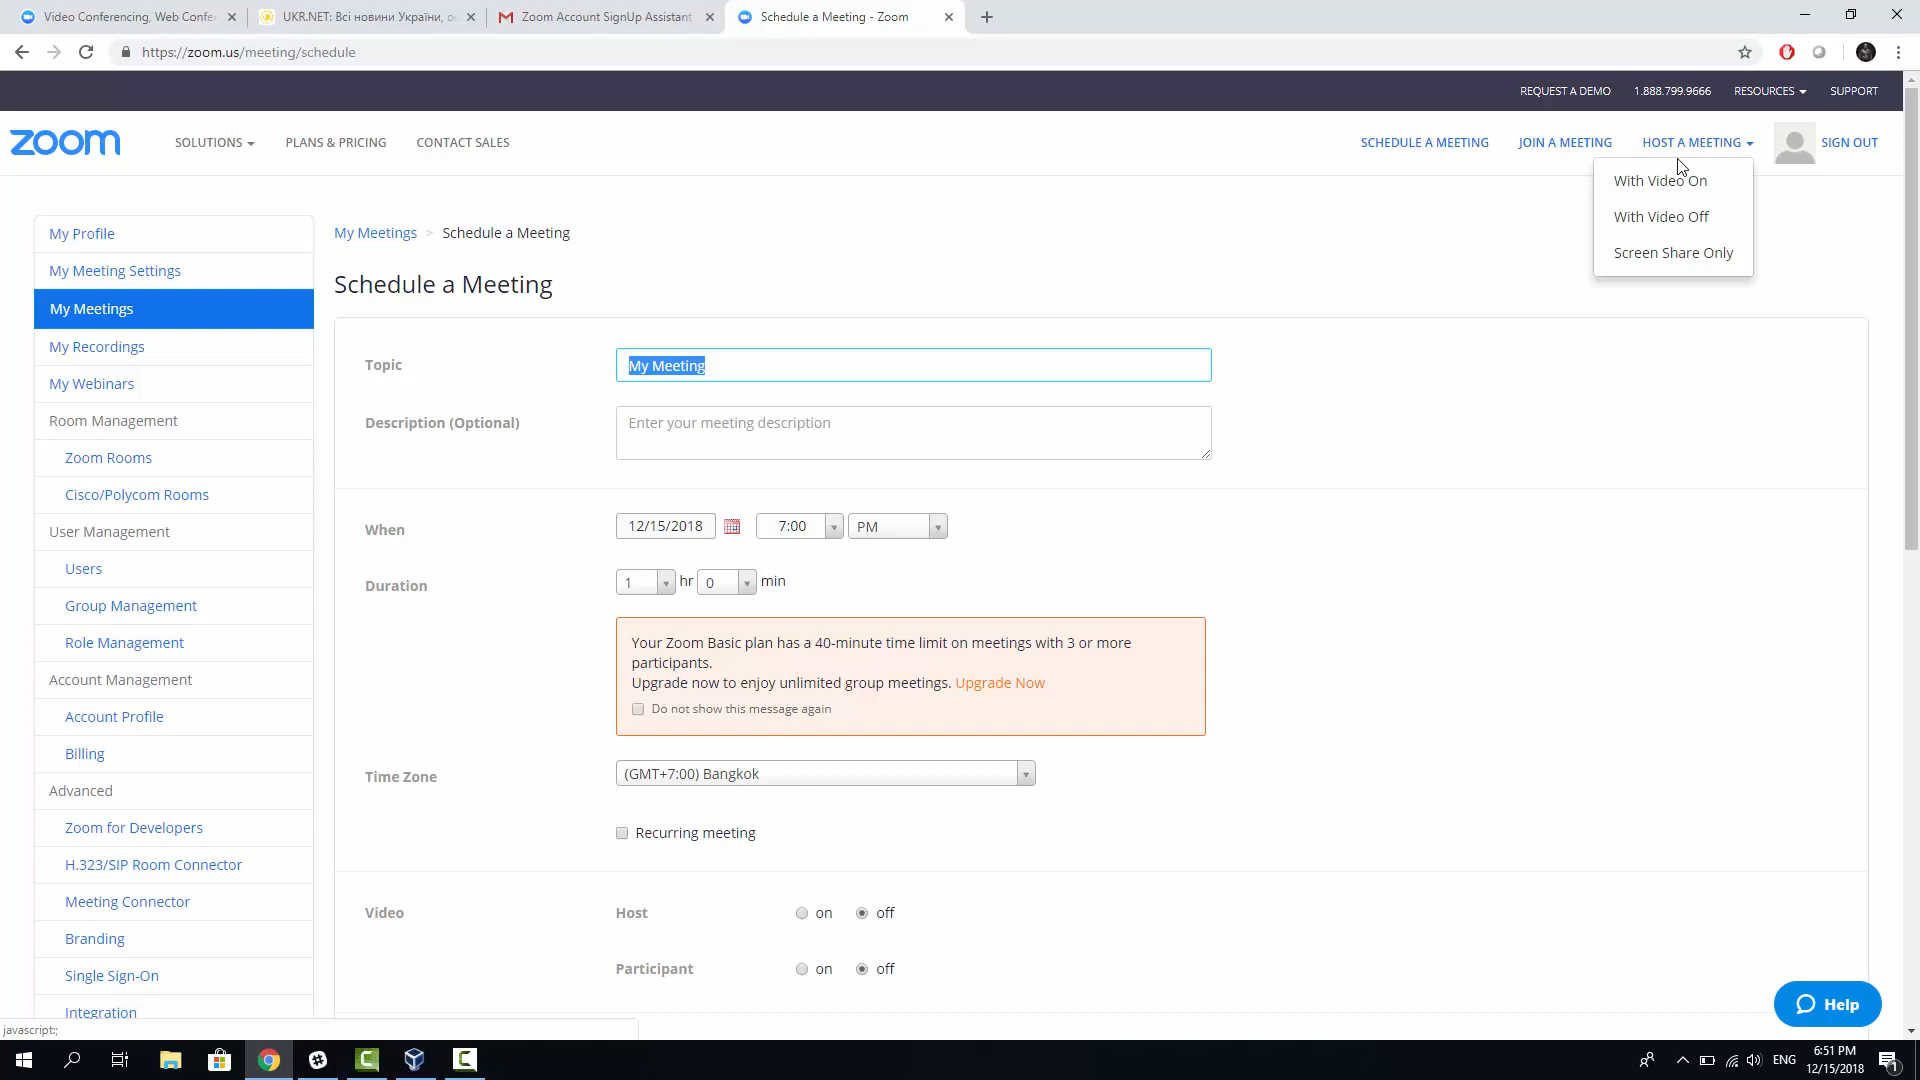 Video Conferencing, Web Confe
UKR.NET: Всі новини України, о
Zoom Account SignUp Assistant
Schedule a Meeting - Zoom
https://zoom.us/meeting/schedule
REQUEST A DEMO
1.888.799.9666
RESOURCES
SUPPORT
zoom
SOLUTIONS
PLANS & PRICING
CONTACT SALES
SCHEDULE A MEETING
JOIN A MEETING
HOST A MEETING
SIGN OUT
With Video On
With Video Off
Screen Share Only
My Profile
My Meeting Settings
My Meetings
My Recordings
My Webinars
Room Management
Zoom Rooms
Cisco/Polycom Rooms
User Management
Users
Group Management
Role Management
Account Management
Account Profile
Billing
Advanced
Zoom for Developers
H.323/SIP Room Connector
Meeting Connector
Branding
Single Sign-On
Integration
My Meetings > Schedule a Meeting
Schedule a Meeting
Topic
My Meeting
Description (Optional)
Enter your meeting description
When
12/15/2018
7:00
PM
Duration
1 hr 0 min
Your Zoom Basic plan has a 40-minute time limit on meetings with 3 or more
participants.
Upgrade now to enjoy unlimited group meetings. Upgrade Now
Do not show this message again
Time Zone
(GMT+7:00) Bangkok
Recurring meeting
Video
Host
on
off
Participant
on
off
Help
javascript:;
ENG
6:51 PM
12/15/2018
1